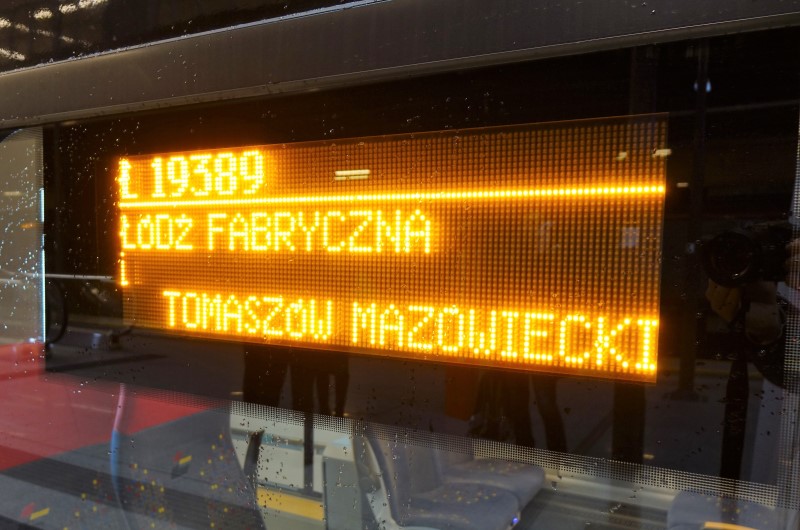 Ł 19389
ŁÓDŹ FABRYCZNA
TOMASZÓW MAZOWIECKI